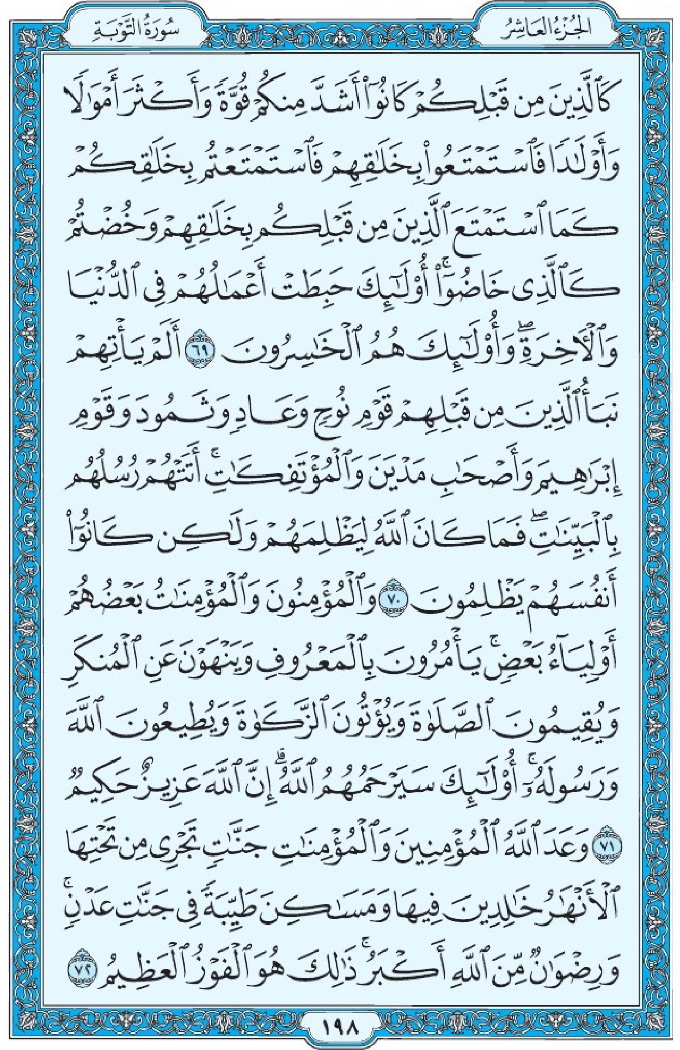 الجُزْءُ العَاشِرُ
سُورَةُ التَّوْبَةِ
كَٱلَّذِينَ مِن قَبْلِكُمْ كَانُوٓا۟ أَشَدَّ مِنكُمْ قُوَّةً وَأَكْثَرَ أَمْوَٰلًا
وَأَوْلَٰدًا فَٱسْتَمْتَعُوا۟ بِخَلَٰقِهِمْ فَٱسْتَمْتَعْتُم بِخَلَٰقِكُمْ
كَمَا ٱسْتَمْتَعَ ٱلَّذِينَ مِن قَبْلِكُم بِخَلَٰقِهِمْ وَخُضْتُمْ
كَٱلَّذِى خَاضُوٓا۟ ۚ أُو۟لَٰٓئِكَ حَبِطَتْ أَعْمَٰلُهُمْ فِى ٱلدُّنْيَا
وَٱلْءَاخِرَةِ ۖ وَأُو۟لَٰٓئِكَ هُمُ ٱلْخَٰسِرُونَ ٦٩ أَلَمْ يَأْتِهِمْ
نَبَأُ ٱلَّذِينَ مِن قَبْلِهِمْ قَوْمِ نُوحٍ وَعَادٍ وَثَمُودَ وَقَوْمِ
إِبْرَٰهِيمَ وَأَصْحَٰبِ مَدْيَنَ وَٱلْمُؤْتَفِكَٰتِ ۚ أَتَتْهُمْ رُسُلُهُم
بِٱلْبَيِّنَٰتِ ۖ فَمَا كَانَ ٱللَّهُ لِيَظْلِمَهُمْ وَلَٰكِن كَانُوٓا۟
أَنفُسَهُمْ يَظْلِمُونَ ٧٠ وَٱلْمُؤْمِنُونَ وَٱلْمُؤْمِنَٰتُ بَعْضُهُمْ
أَوْلِيَآءُ بَعْضٍ ۚ يَأْمُرُونَ بِٱلْمَعْرُوفِ وَيَنْهَوْنَ عَنِ ٱلْمُنكَرِ
وَيُقِيمُونَ ٱلصَّلَوٰةَ وَيُؤْتُونَ ٱلزَّكَوٰةَ وَيُطِيعُونَ ٱللَّهَ
وَرَسُولَهُۥٓ ۚ أُو۟لَٰٓئِكَ سَيَرْحَمُهُمُ ٱللَّهُ ۗ إِنَّ ٱللَّهَ عَزِيزٌ حَكِيمٌ
٧١ وَعَدَ ٱللَّهُ ٱلْمُؤْمِنِينَ وَٱلْمُؤْمِنَٰتِ جَنَّٰتٍ تَجْرِى مِن تَحْتِهَا
ٱلْأَنْهَٰرُ خَٰلِدِينَ فِيهَا وَمَسَٰكِنَ طَيِّبَةً فِى جَنَّٰتِ عَدْنٍ ۚ
وَرِضْوَٰنٌ مِّنَ ٱللَّهِ أَكْبَرُ ۚ ذَٰلِكَ هُوَ ٱلْفَوْزُ ٱلْعَظِيمُ ٧٢
١٩٨